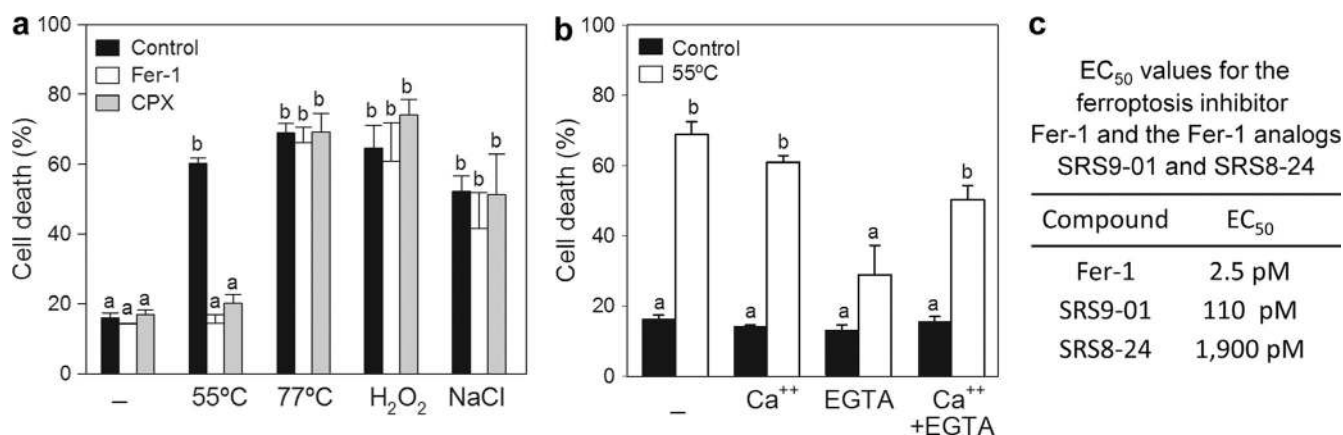 a
100
80
60
40
20
0
Cell death (%)
Control
Fer-1
CPX
a a a
b a a
b b b
b b b
b b b
– 55ºC 77ºC H₂O₂ NaCl
b
100
80
60
40
20
0
Cell death (%)
Control
55ºC
a b
a b
a a
a b
– Ca⁺⁺ EGTA Ca⁺⁺
+EGTA
c
EC₅₀ values for the
ferroptosis inhibitor
Fer-1 and the Fer-1 analogs
SRS9-01 and SRS8-24
Compound EC₅₀
Fer-1 2.5 pM
SRS9-01 110 pM
SRS8-24 1,900 pM